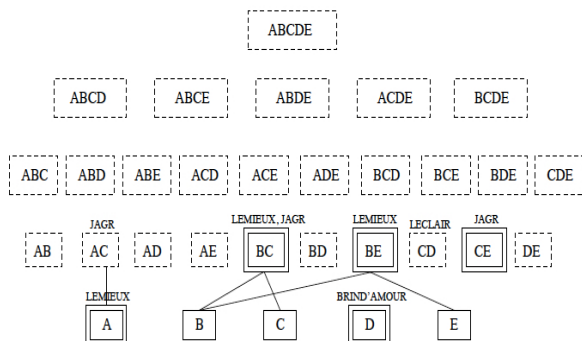 ABCDE
ABCD ABCE ABDE ACDE BCDE
ABC ABD ABE ACD ACE ADE BCD BCE BDE CDE
JAGR LEMIEUX, JAGR LEMIEUX LECLAIR JAGR
AB AC AD AE BC BD BE CD CE DE
LEMIEUX BRIND'AMOUR
A B C D E